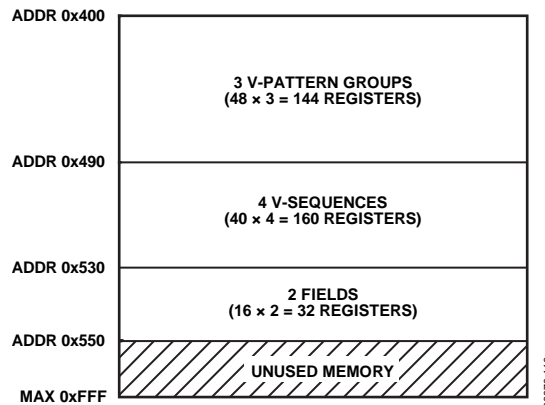 ADDR 0x400
3 V-PATTERN GROUPS
(48 × 3 = 144 REGISTERS)
ADDR 0x490
4 V-SEQUENCES
(40 × 4 = 160 REGISTERS)
ADDR 0x530
2 FIELDS
(16 × 2 = 32 REGISTERS)
ADDR 0x550
UNUSED MEMORY
MAX 0xFFF